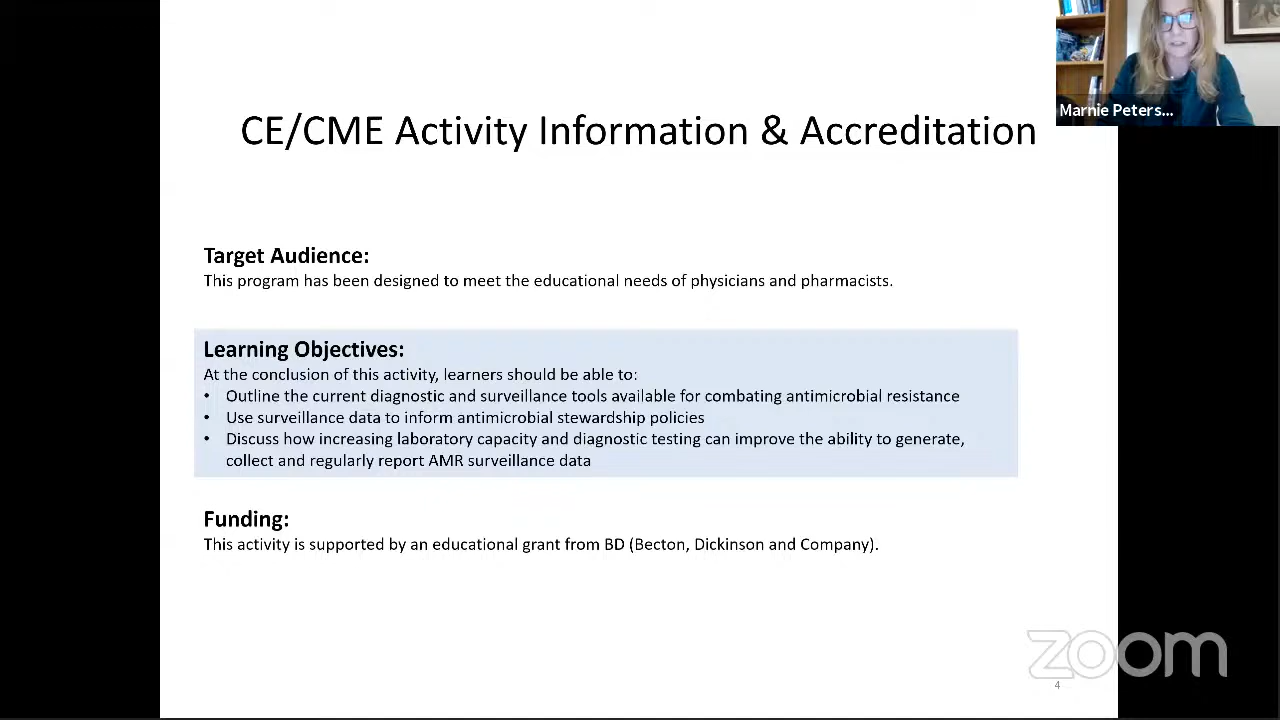 Marnie Peters...
CE/CME Activity Information & Accreditation
Target Audience:
This program has been designed to meet the educational needs of physicians and pharmacists.
Learning Objectives:
At the conclusion of this activity, learners should be able to:
• Outline the current diagnostic and surveillance tools available for combating antimicrobial resistance
• Use surveillance data to inform antimicrobial stewardship policies
• Discuss how increasing laboratory capacity and diagnostic testing can improve the ability to generate,
collect and regularly report AMR surveillance data
Funding:
This activity is supported by an educational grant from BD (Becton, Dickinson and Company).
zoom
4